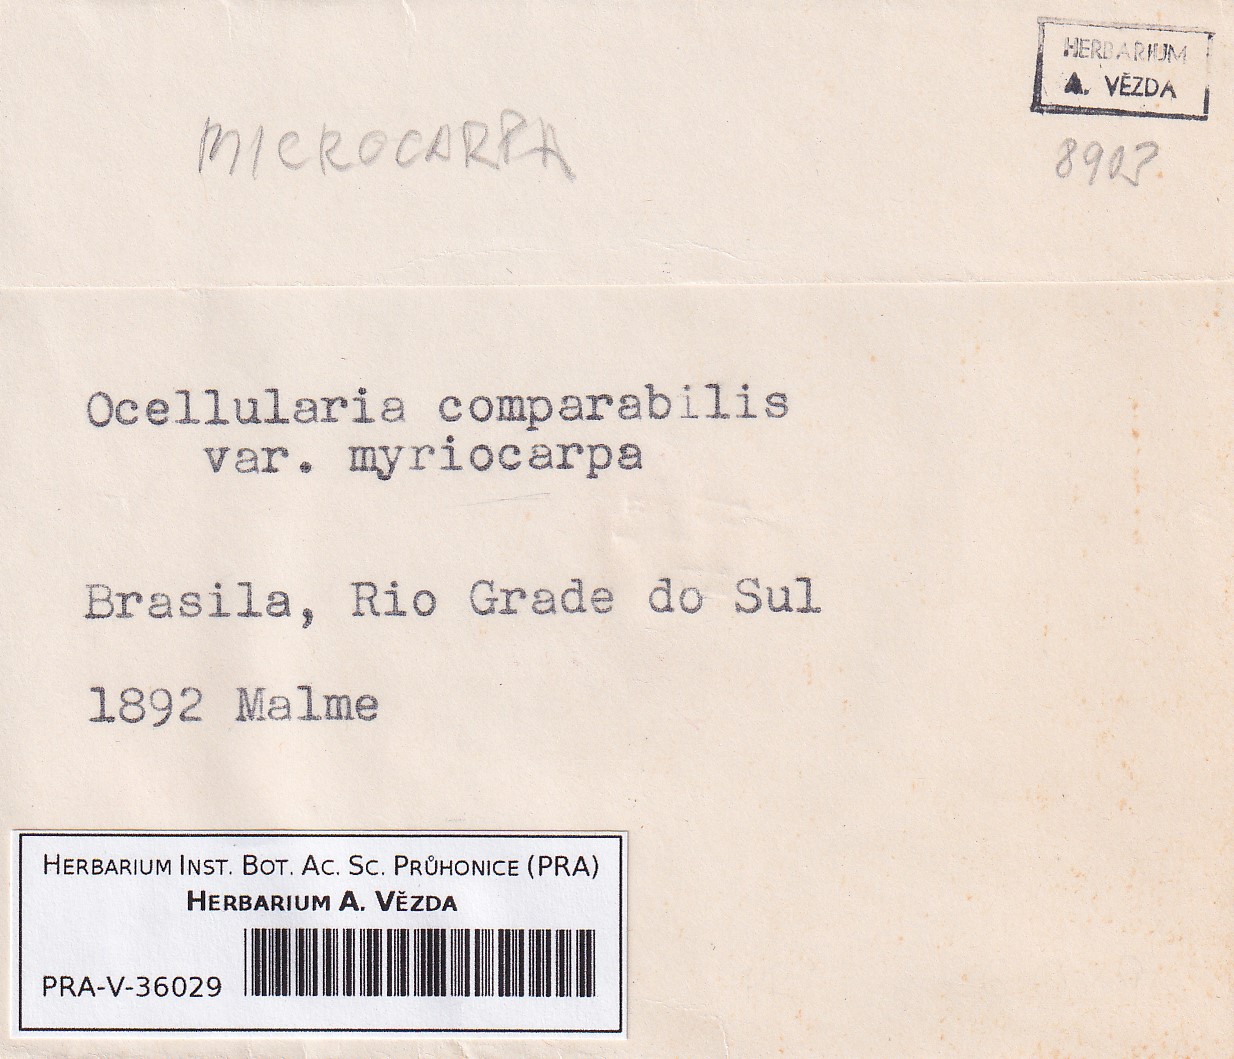 HERBARIUM
A. VĚZDA
MICROCARPA
8903
Ocellularia comparabilis
var. myriocarpa
Brasila, Rio Grade do Sul
1892 Malme
HERBARIUM INST. BOT. AC. SC. PRŮHONICE (PRA)
HERBARIUM A. VĚZDA
PRA-V-36029